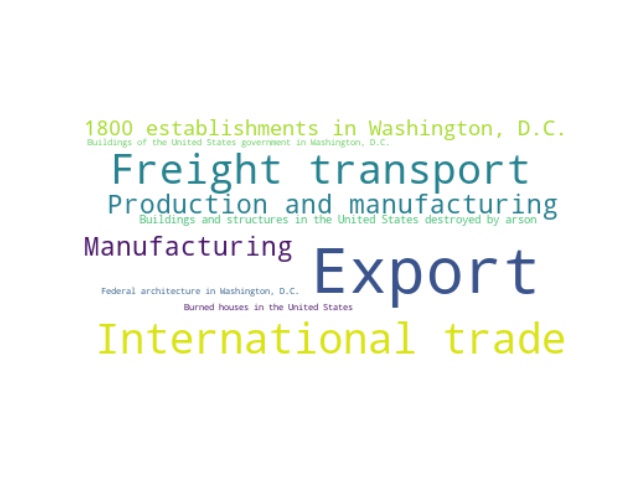 1800 establishments in Washington, D.C.
Buildings of the United States government in Washington, D.C.
Freight transport
Production and manufacturing
Buildings and structures in the United States destroyed by arson
Manufacturing
Export
Federal architecture in Washington, D.C.
Burned houses in the United States
International trade